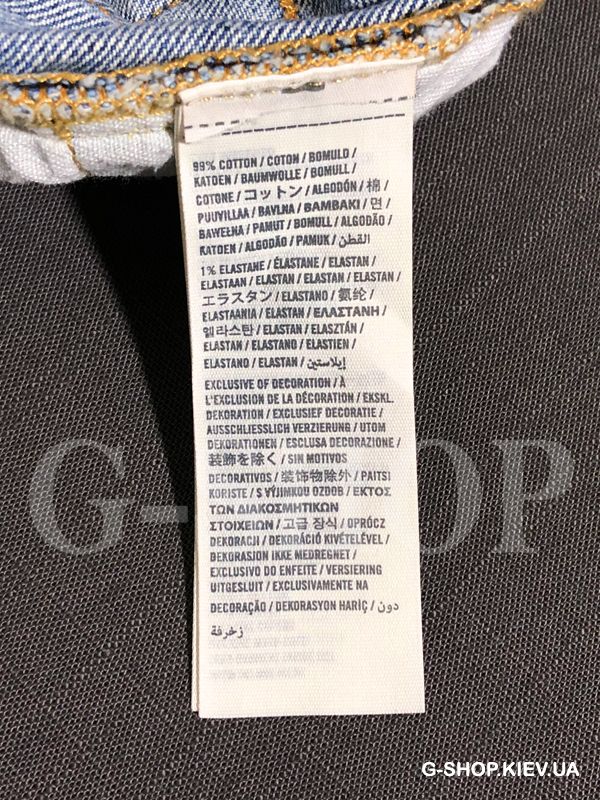 99% COTTON / COTON / BOMULD /
KATOEN / BAUMWOLLE / BOMULL /
COTONE / コットン / ALGODÓN / 棉 /
PUUVILLAA / BAVLNA / BAMBAKI / 면 /
BAWEŁNA / PAMUT / BOMULL / ALGODÃO /
KATOEN / ALGODÃO / PAMUK / القطن
1% ELASTANE / ÉLASTANE / ELASTAN /
ELASTAAN / ELASTAN / ELASTAN / ELASTAN /
エラスタン / ELASTANO / 氨纶 /
ELASTAANIA / ELASTAN / ΕΛΑΣΤΑΝΗ /
엘라스탄 / ELASTAN / ELASZTÁN /
ELASTAN / ELASTANO / ELASTIEN /
ELASTANO / ELASTAN / إيلاستين
EXCLUSIVE OF DECORATION / À
L'EXCLUSION DE LA DÉCORATION / EKSKL.
DEKORATION / EXCLUSIEF DECORATIE /
AUSSCHLIESSLICH VERZIERUNG / UTOM
DEKORATIONEN / ESCLUSA DECORAZIONE /
装飾を除く / SIN MOTIVOS
DECORATIVOS / 装饰物除外 / PAITSI
KORISTE / S VÝJIMKOU OZDOB / ΕΚΤΟΣ
ΤΩΝ ΔΙΑΚΟΣΜΗΤΙΚΩΝ
ΣΤΟΙΧΕΙΩΝ / 고급 장식 / OPRÓCZ
DEKORACJI / DEKORÁCIÓ KIVÉTELÉVEL /
DEKORASJON IKKE MEDREGNET /
EXCLUSIVO DO ENFEITE / VERSIERING
UITGESLUIT / EXCLUSIVAMENTE NA
DECORAÇÃO / DEKORASYON HARIÇ / دون
زخرفة
G-SHOP.KIEV.UA